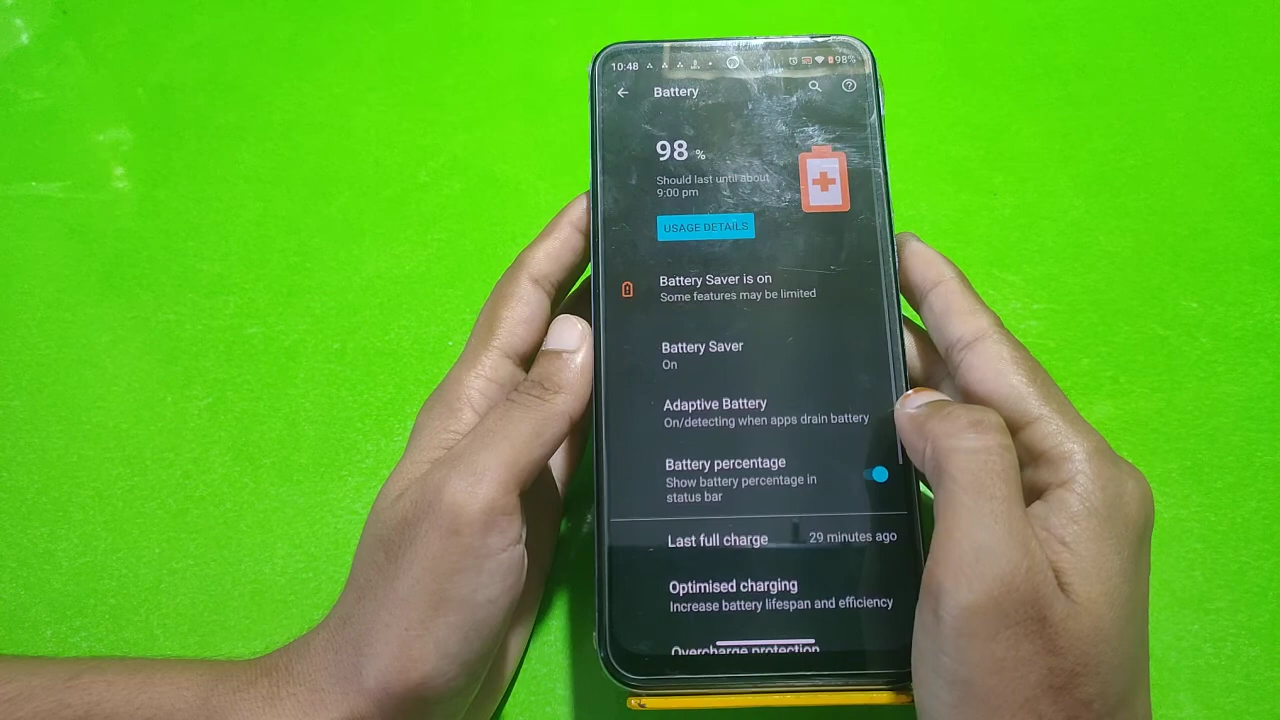 10:48
98%
Battery
98 %
Should last until about
9:00 pm
USAGE DETAILS
Battery Saver is on
Some features may be limited
Battery Saver
On
Adaptive Battery
On/detecting when apps drain battery
Battery percentage
Show battery percentage in
status bar
Last full charge
29 minutes ago
Optimised charging
Increase battery lifespan and efficiency
Overcharge protection